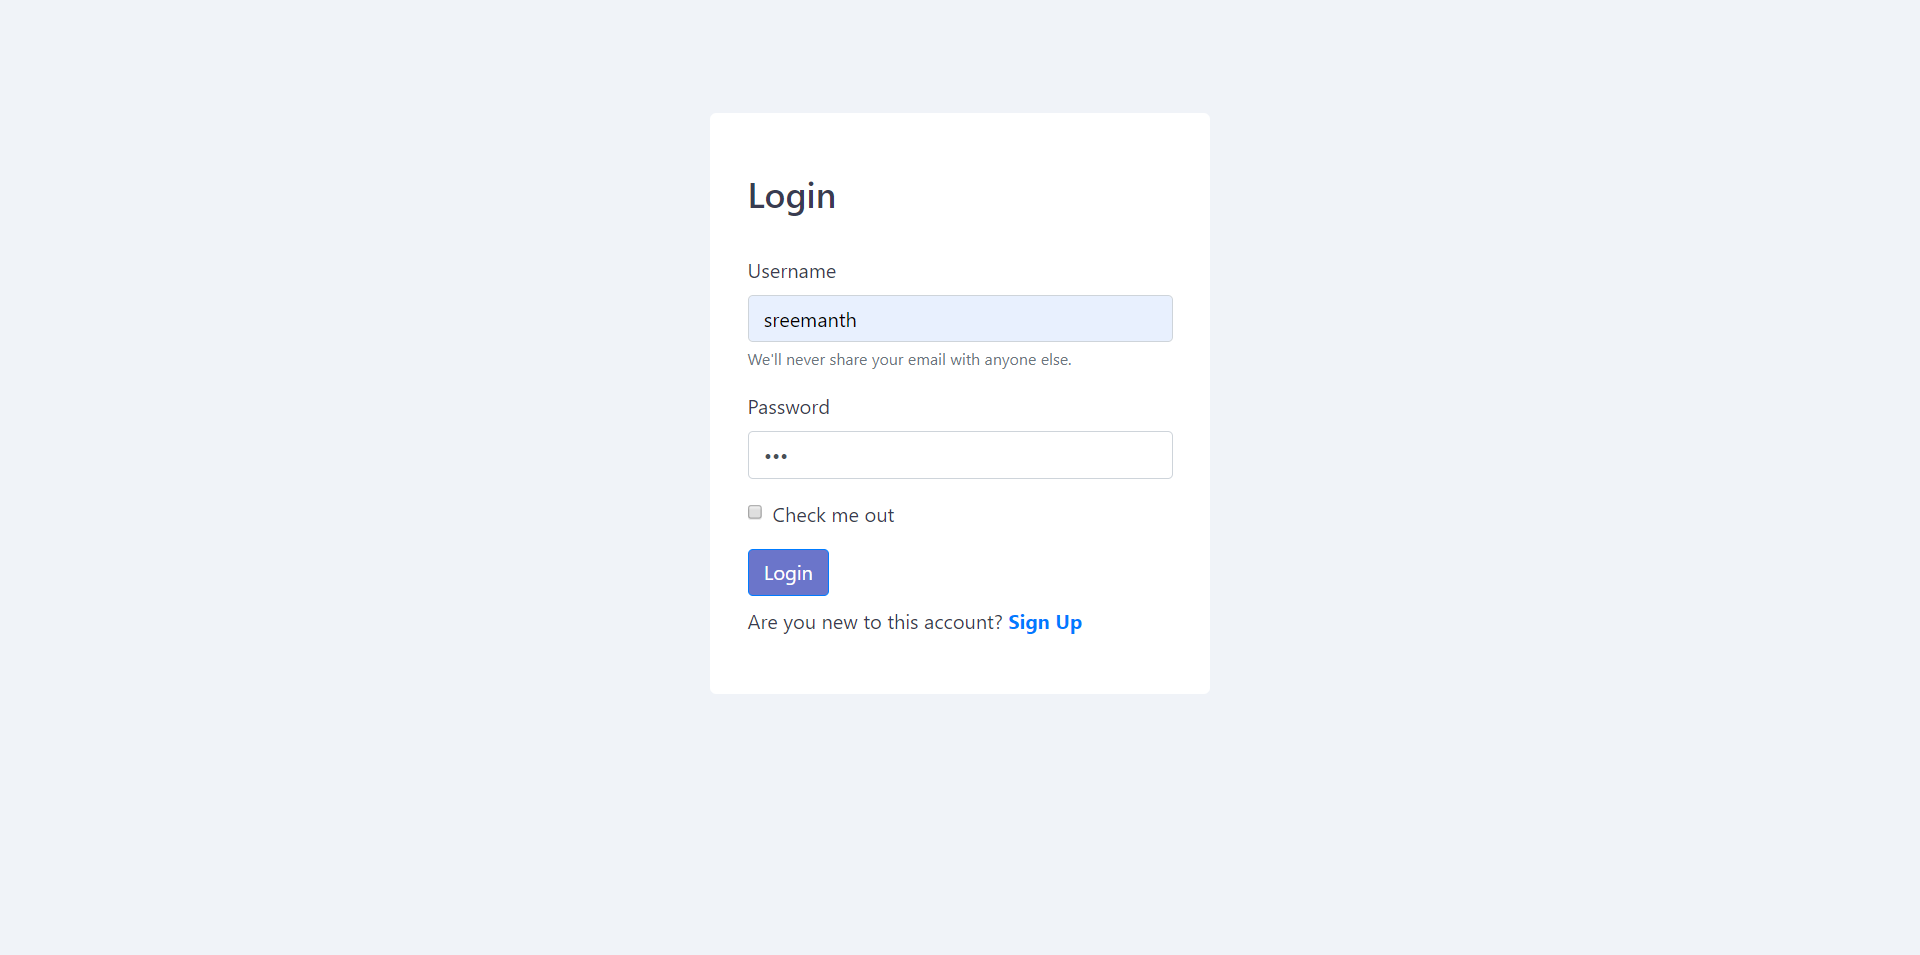 Login
Username
sreemanth
We'll never share your email with anyone else.
Password
•••
Check me out
Login
Are you new to this account? Sign Up